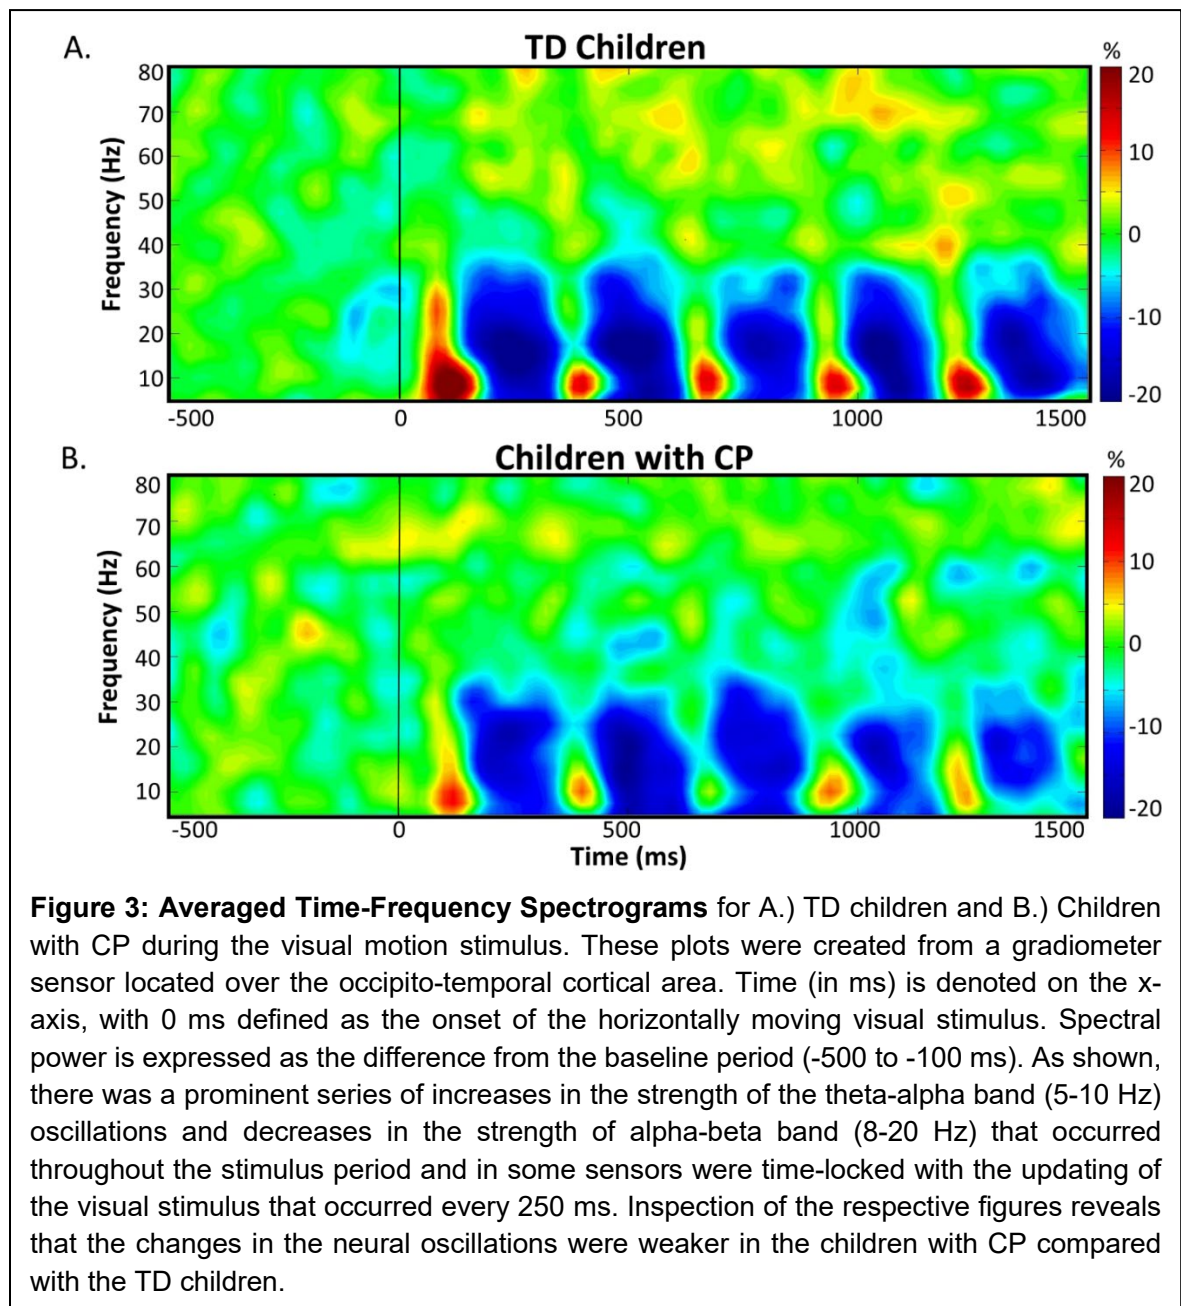 A.
TD Children
%
80
70
60
50
40
30
20
10
Frequency (Hz)
20
10
0
-10
-20
-500 0 500 1000 1500
B.
Children with CP
%
80
70
60
50
40
30
20
10
Frequency (Hz)
20
10
0
-10
-20
-500 0 500 1000 1500
Time (ms)
Figure 3: Averaged Time-Frequency Spectrograms for A.) TD children and B.) Children
with CP during the visual motion stimulus. These plots were created from a gradiometer
sensor located over the occipito-temporal cortical area. Time (in ms) is denoted on the x-
axis, with 0 ms defined as the onset of the horizontally moving visual stimulus. Spectral
power is expressed as the difference from the baseline period (-500 to -100 ms). As shown,
there was a prominent series of increases in the strength of the theta-alpha band (5-10 Hz)
oscillations and decreases in the strength of alpha-beta band (8-20 Hz) that occurred
throughout the stimulus period and in some sensors were time-locked with the updating of
the visual stimulus that occurred every 250 ms. Inspection of the respective figures reveals
that the changes in the neural oscillations were weaker in the children with CP compared
with the TD children.